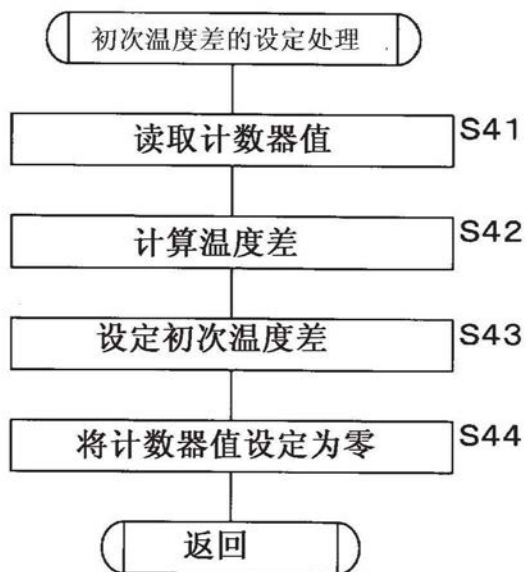 初次温度差的设定处理
读取计数器值
S41
计算温度差
S42
设定初次温度差
S43
将计数器值设定为零
S44
返回